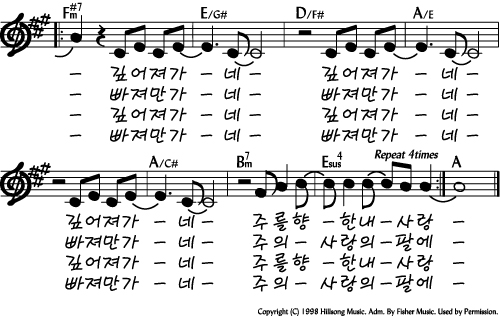 F#m7 E/G# D/F# A/E
- 깊어져가 - 네 - 깊어져가 - 네 -
- 빠져만가 - 네 - 빠져만가 - 네 -
- 깊어져가 - 네 - 깊어져가 - 네 -
- 빠져만가 - 네 - 빠져만가 - 네 -
A/C# Bm7 Esus4 Repeat 4times A
깊어져가 - 네 - 주를향 - 한내 - 사랑 -
빠져만가 - 네 - 주의 - 사랑의 - 팔에 -
깊어져가 - 네 - 주를향 - 한내 - 사랑 -
빠져만가 - 네 - 주의 - 사랑의 - 팔에 -
Copyright (C) 1998 Hillsong Music. Adm. By Fisher Music. Used by Permission.